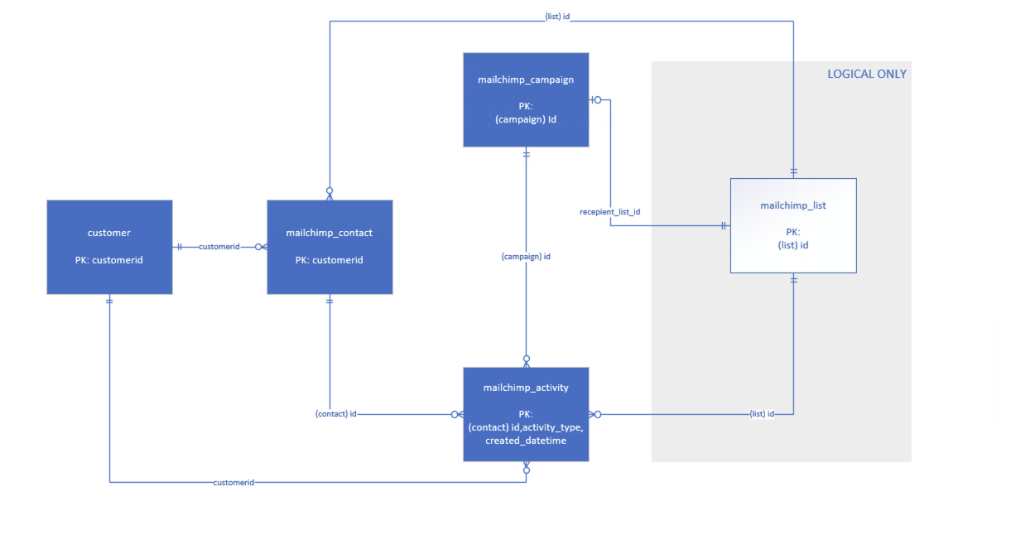 (list) id
LOGICAL ONLY
mailchimp_campaign
PK:
(campaign) Id
mailchimp_list
PK:
(list) id
recepient_list_id
customer
PK: customerid
customerid
mailchimp_contact
PK: customerid
(campaign) id
mailchimp_activity
PK:
(contact) id,activity_type,
created_datetime
(contact) id
(list) id
customerid